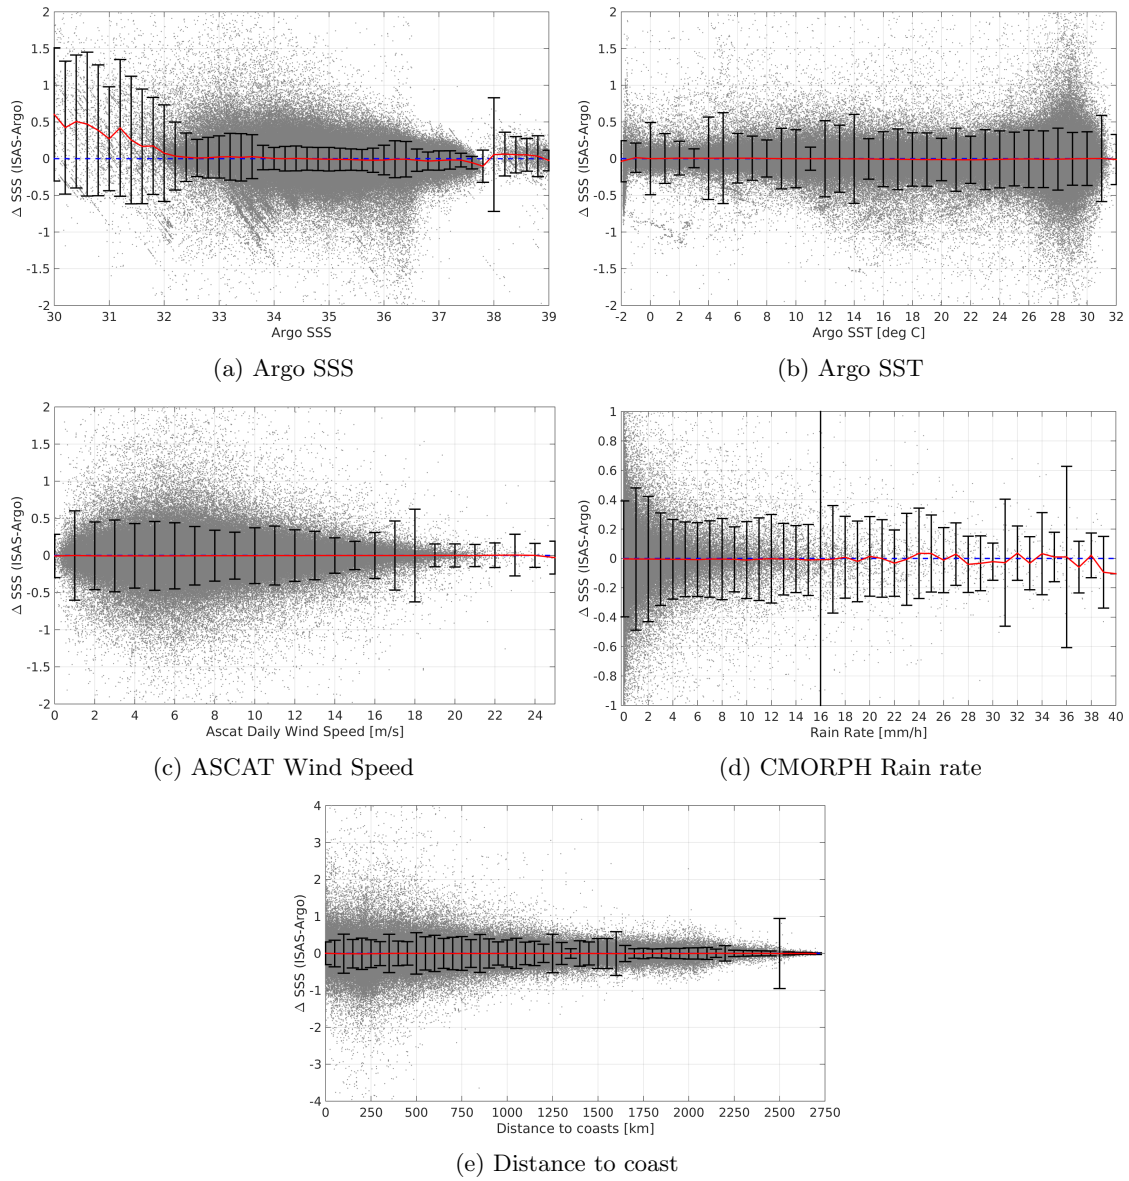 2
1.5
1
0.5
0
-0.5
-1
-1.5
-2
Δ SSS (ISAS-Argo)
30 31 32 33 34 35 36 37 38 39
Argo SSS
(a) Argo SSS
2
1.5
1
0.5
0
-0.5
-1
-1.5
-2
Δ SSS (ISAS-Argo)
-2 0 2 4 6 8 10 12 14 16 18 20 22 24 26 28 30 32
Argo SST [deg C]
(b) Argo SST
2
1.5
1
0.5
0
-0.5
-1
-1.5
-2
Δ SSS (ISAS-Argo)
0 2 4 6 8 10 12 14 16 18 20 22 24
Ascat Daily Wind Speed [m/s]
(c) ASCAT Wind Speed
1
0.8
0.6
0.4
0.2
0
-0.2
-0.4
-0.6
-0.8
-1
Δ SSS (ISAS-Argo)
0 2 4 6 8 10 12 14 16 18 20 22 24 26 28 30 32 34 36 38 40
Rain Rate [mm/h]
(d) CMORPH Rain rate
4
3
2
1
0
-1
-2
-3
-4
Δ SSS (ISAS-Argo)
0 250 500 750 1000 1250 1500 1750 2000 2250 2500 2750
Distance to coasts [km]
(e) Distance to coast